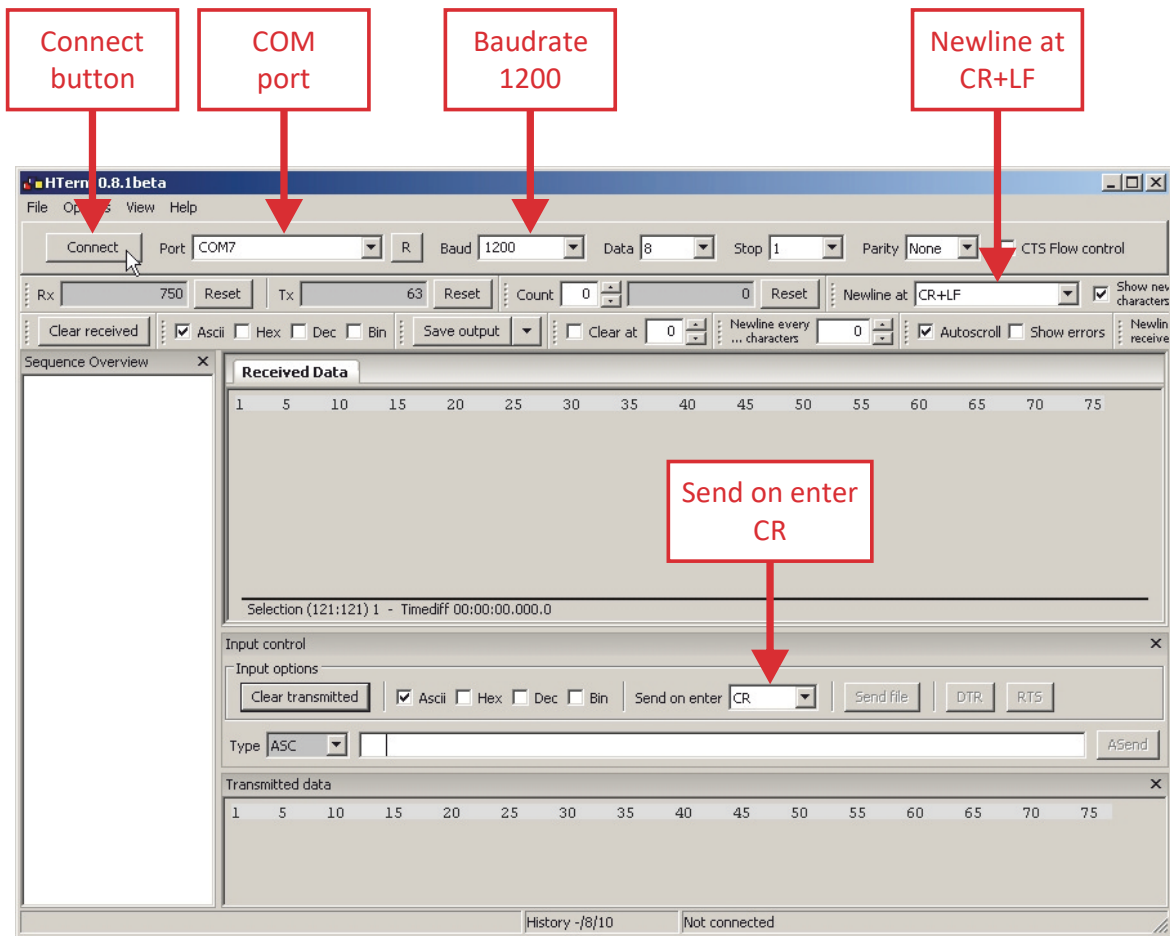 Connect
button
COM
port
Baudrate
1200
Newline at
CR+LF
HTerm 0.8.1beta
File Options View Help
Connect Port COM7 R Baud 1200 Data 8 Stop 1 Parity None CTS Flow control
Rx 750 Reset Tx 63 Reset Count 0 0 Reset Newline at CR+LF Show new
characters
Clear received Ascii Hex Dec Bin Save output Clear at 0 Newline every
... characters 0 Autoscroll Show errors Newlin
receive
Sequence Overview
Received Data
1 5 10 15 20 25 30 35 40 45 50 55 60 65 70 75
Send on enter
CR
Selection (121:121) 1 - Timediff 00:00:00.000.0
Input control
Input options
Clear transmitted Ascii Hex Dec Bin Send on enter CR Send file DTR RTS
Type ASC ASend
Transmitted data
1 5 10 15 20 25 30 35 40 45 50 55 60 65 70 75
History -/8/10 Not connected